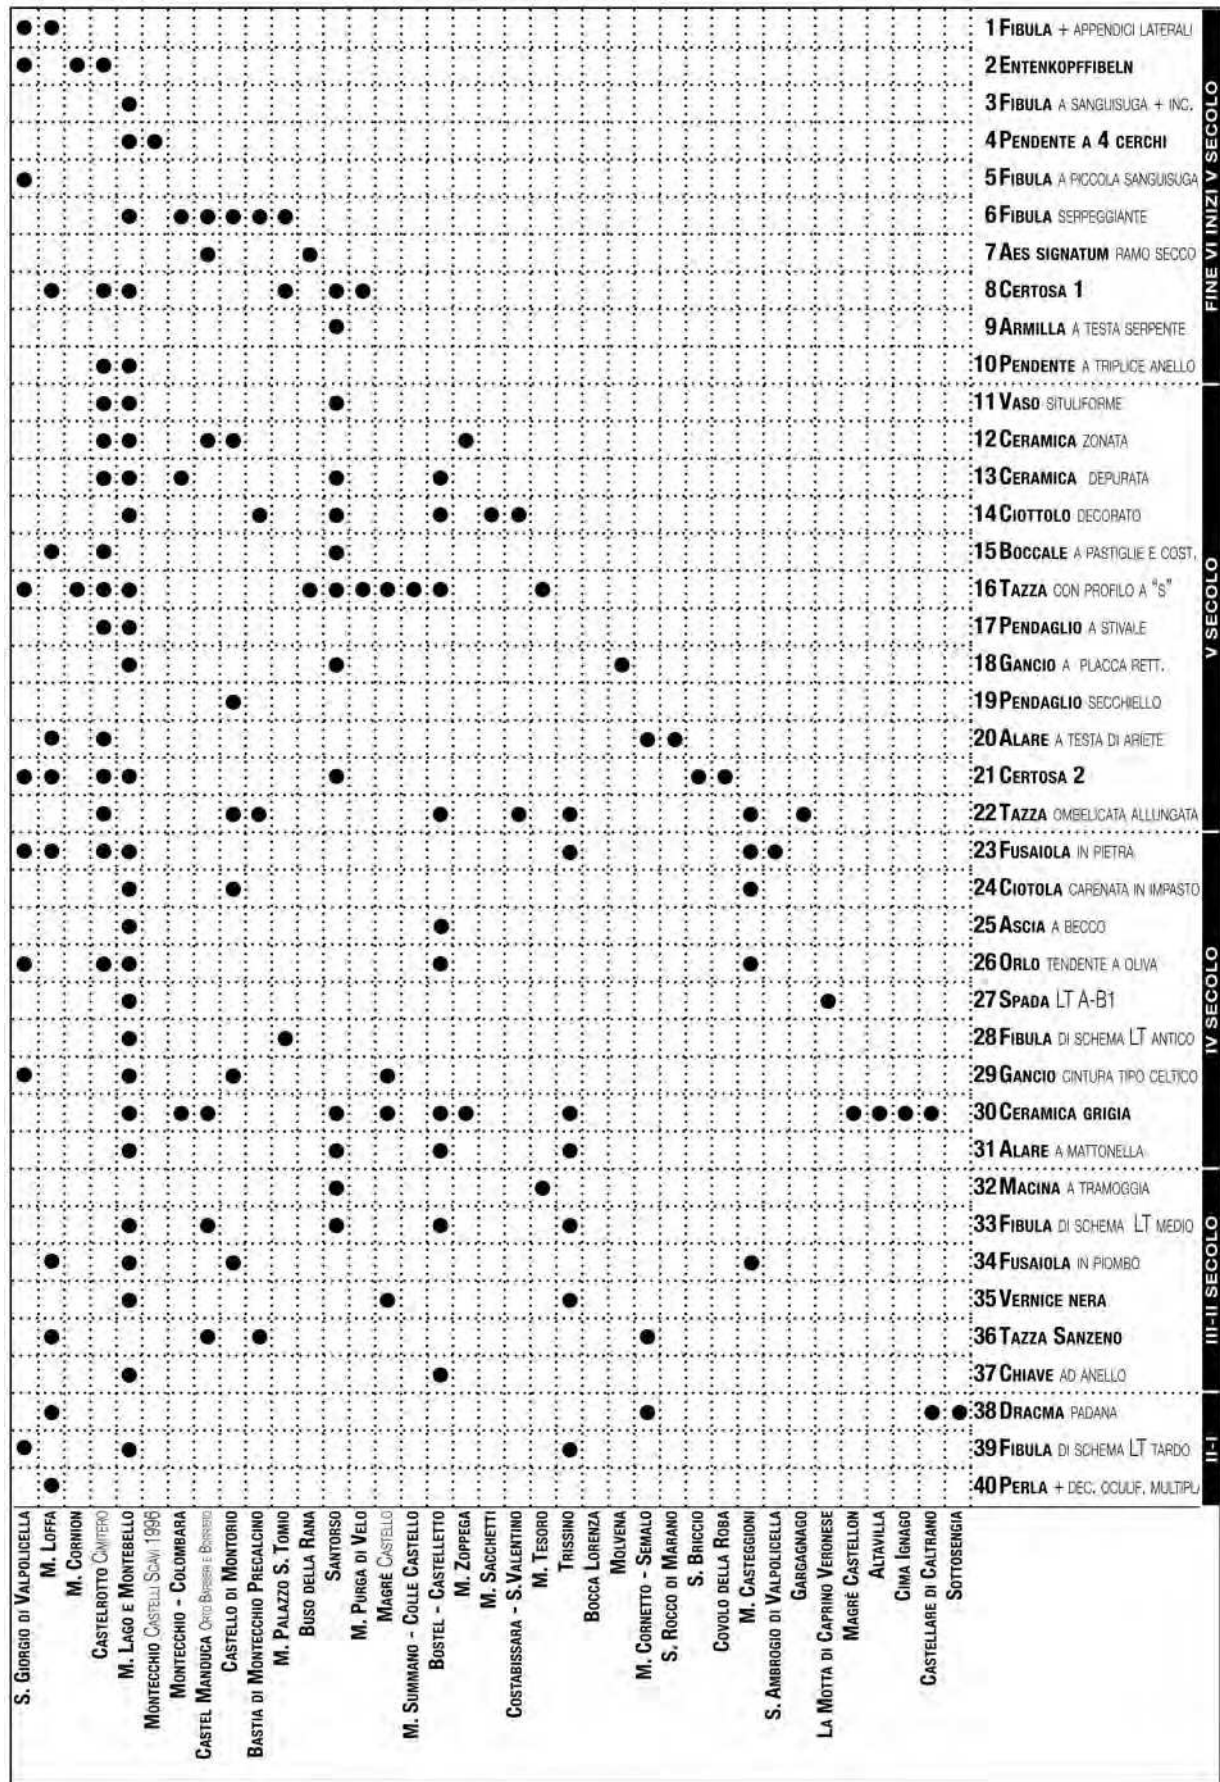 1 FIBULA + APPENDICI LATERALI
2 ENTENKOPFFIBELN
3 FIBULA A SANGUISUGA + INC.
4 PENDENTE A 4 CERCHI
5 FIBULA A PICCOLA SANGUISUGA
6 FIBULA SERPEGGIANTE
7 AES SIGNATUM RAMO SECCO
8 CERTOSA 1
9 ARMILLA A TESTA SERPENTE
10 PENDENTE A TRIPLICE ANELLO
FINE VI INIZI V SECOLO
11 VASO SITULIFORME
12 CERAMICA ZONATA
13 CERAMICA DEPURATA
14 CIOTTOLO DECORATO
15 BOCCALE A PASTIGLIE E COST.
16 TAZZA CON PROFILO A "S"
17 PENDAGLIO A STIVALE
18 GANCIO A PLACCA RETT.
19 PENDAGLIO SECCHIELLO
20 ALARE A TESTA DI ARIETE
21 CERTOSA 2
22 TAZZA OMBELICATA ALLUNGATA
V SECOLO
23 FUSAIOLA IN PIETRA
24 CIOTOLA CARENATA IN IMPASTO
25 ASCIA A BECCO
26 ORLO TENDENTE A OLIVA
27 SPADA LT A-B1
28 FIBULA DI SCHEMA LT ANTICO
29 GANCIO CINTURA TIPO CELTICO
30 CERAMICA GRIGIA
31 ALARE A MATTONELLA
IV SECOLO
32 MACINA A TRAMOGGIA
33 FIBULA DI SCHEMA LT MEDIO
34 FUSAIOLA IN PIOMBO
35 VERNICE NERA
36 TAZZA SANZENO
37 CHIAVE AD ANELLO
III-II SECOLO
38 DRACMA PADANA
39 FIBULA DI SCHEMA LT TARDO
40 PERLA + DEC. OCULIF. MULTIPLI
II-I
S. GIORGIO DI VALPOLICELLA
M. LOFFA
M. CORNION
CASTELROTTO CIMITERO
M. LAGO E MONTEBELLO
MONTECCHIO CASTELLI SCAVI 1996
MONTECCHIO - COLOMBARA
CASTEL MANDUCA ORTO BARBIERI E
CASTELLO DI MONTORIO
BASTIA DI MONTECCHIO PRECALCINO
M. PALAZZO S. TOMIO
BUSO DELLA RANA
SANTORSO
M. PURGA DI VELO
MAGRÈ CASTELLO
M. SUMMANO - COLLE CASTELLO
BOSTEL - CASTELLETTO
M. ZOPPEGA
M. SACCHETTI
COSTABISSARA - S. VALENTINO
M. TESORO
TRISSINO
BOCCA LORENZA
MOLVENA
M. CORNETTO - SEMALO
S. ROCCO DI MARANO
S. BRICCIO
COVOLO DELLA ROBA
M. CASTEGGIONI
S. AMBROGIO DI VALPOLICELLA
GARGAGNAGO
LA MOTTA DI CAPRINO VERONESE
MAGRÈ CASTELLON
ALTAVILLA
CIMA IGNAGO
CASTELLARE DI CALTRANO
SOTTOSENGIA